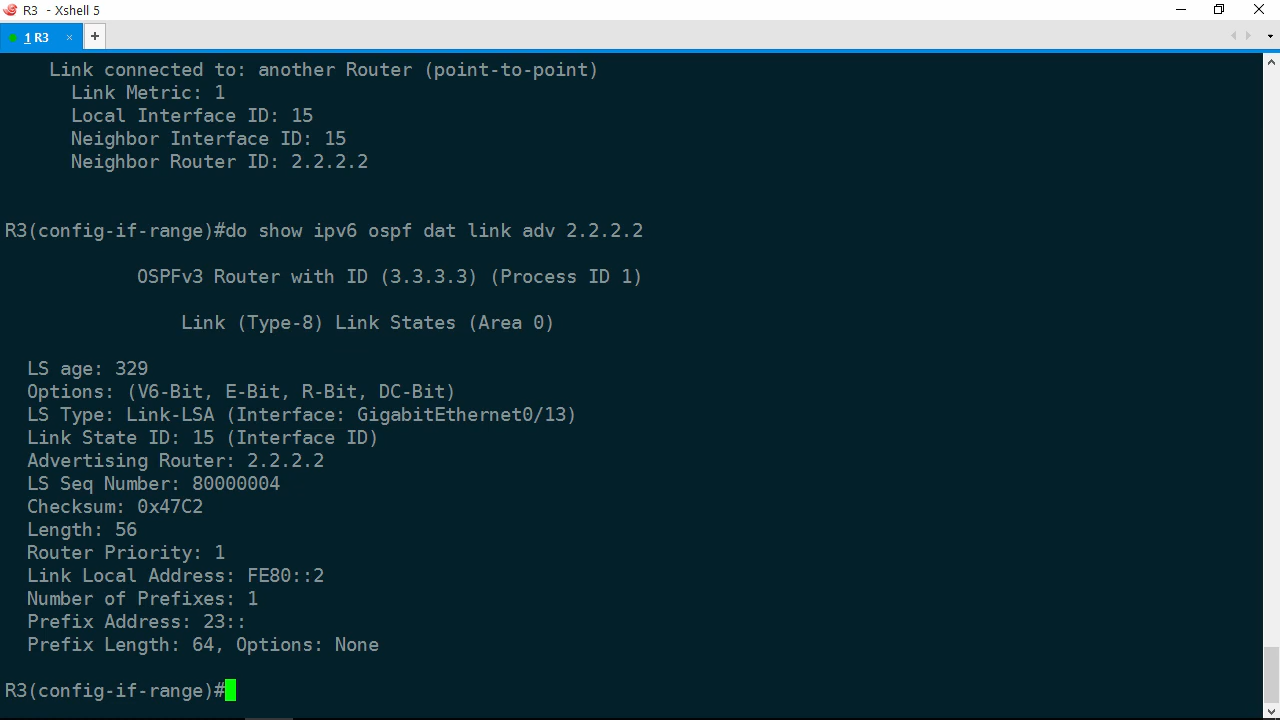 R3 - Xshell 5
1 R3 × +
Link connected to: another Router (point-to-point)
Link Metric: 1
Local Interface ID: 15
Neighbor Interface ID: 15
Neighbor Router ID: 2.2.2.2
R3(config-if-range)#do show ipv6 ospf dat link adv 2.2.2.2
OSPFv3 Router with ID (3.3.3.3) (Process ID 1)
Link (Type-8) Link States (Area 0)
LS age: 329
Options: (V6-Bit, E-Bit, R-Bit, DC-Bit)
LS Type: Link-LSA (Interface: GigabitEthernet0/13)
Link State ID: 15 (Interface ID)
Advertising Router: 2.2.2.2
LS Seq Number: 80000004
Checksum: 0x47C2
Length: 56
Router Priority: 1
Link Local Address: FE80::2
Number of Prefixes: 1
Prefix Address: 23::
Prefix Length: 64, Options: None
R3(config-if-range)#